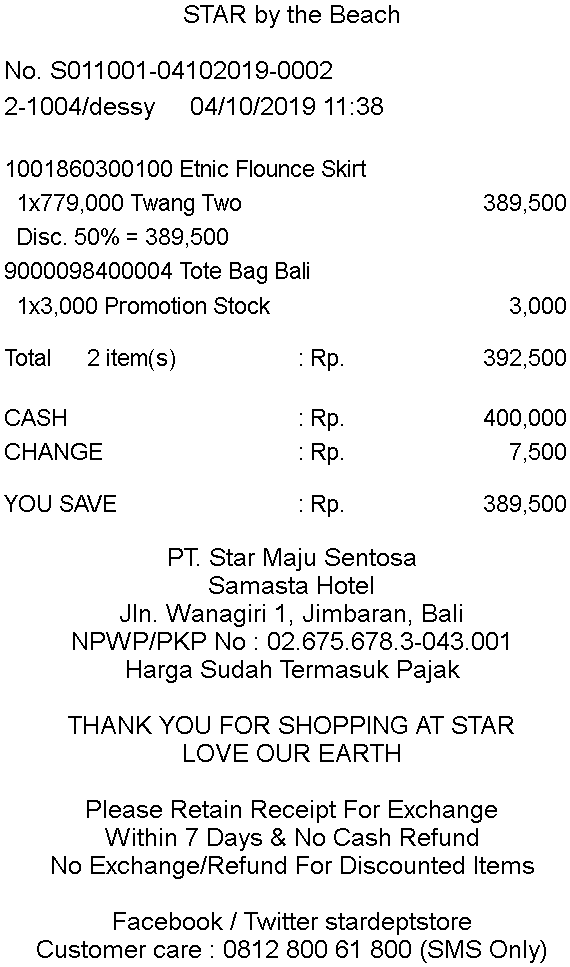 STAR by the Beach
No. S011001-04102019-0002
2-1004/dessy 04/10/2019 11:38
1001860300100 Etnic Flounce Skirt
1x779,000 Twang Two 389,500
Disc. 50% = 389,500
9000098400004 Tote Bag Bali
1x3,000 Promotion Stock 3,000
Total 2 item(s) : Rp. 392,500
CASH : Rp. 400,000
CHANGE : Rp. 7,500
YOU SAVE : Rp. 389,500
PT. Star Maju Sentosa
Samasta Hotel
Jln. Wanagiri 1, Jimbaran, Bali
NPWP/PKP No : 02.675.678.3-043.001
Harga Sudah Termasuk Pajak
THANK YOU FOR SHOPPING AT STAR
LOVE OUR EARTH
Please Retain Receipt For Exchange
Within 7 Days & No Cash Refund
No Exchange/Refund For Discounted Items
Facebook / Twitter stardeptstore
Customer care : 0812 800 61 800 (SMS Only)